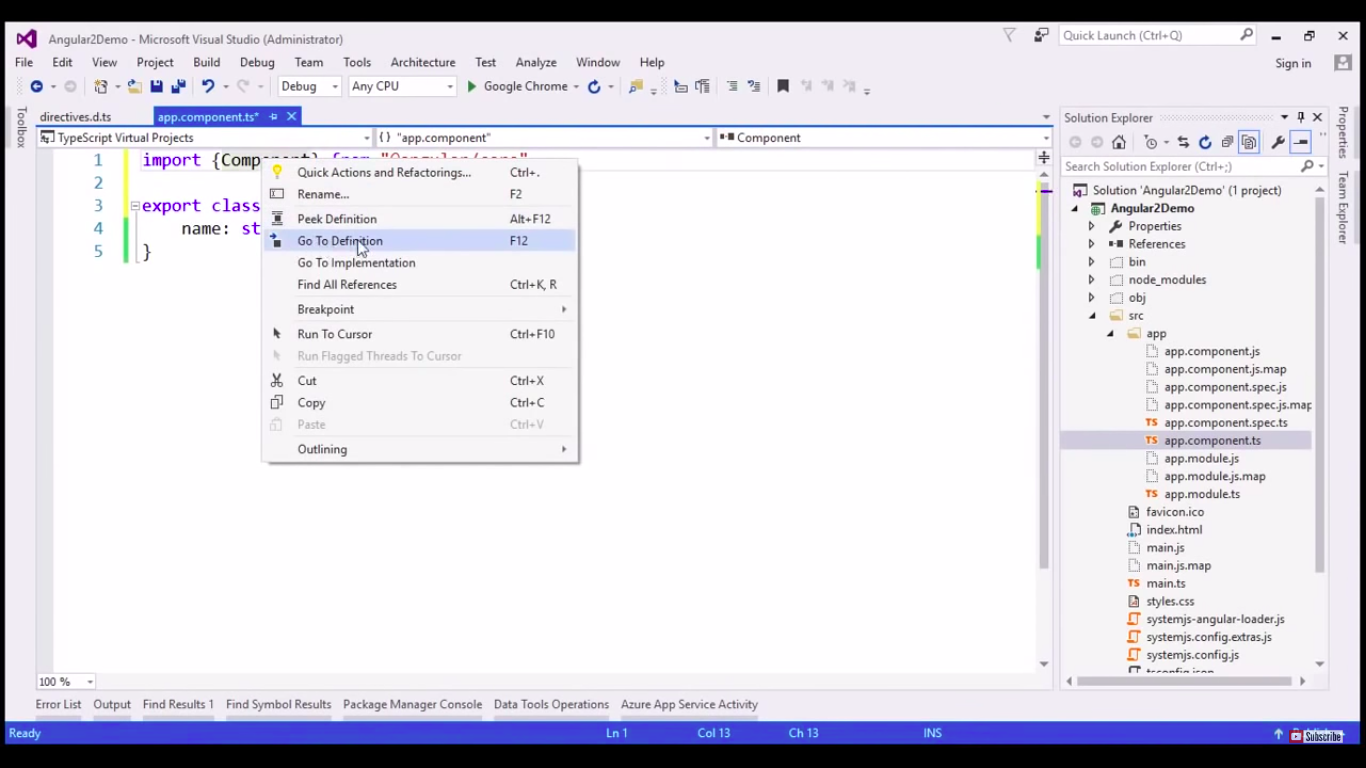 Angular2Demo - Microsoft Visual Studio (Administrator)
Quick Launch (Ctrl+Q)
File Edit View Project Build Debug Team Tools Architecture Test Analyze Window Help
Sign in
Debug Any CPU Google Chrome
Toolbox
directives.d.ts app.component.ts*
TypeScript Virtual Projects {} "app.component" Component
1 import {Component} from "@angular/core"
2
3 export class
4 name: st
5 }
Quick Actions and Refactorings... Ctrl+.
Rename... F2
Peek Definition Alt+F12
Go To Definition F12
Go To Implementation
Find All References Ctrl+K, R
Breakpoint
Run To Cursor Ctrl+F10
Run Flagged Threads To Cursor
Cut Ctrl+X
Copy Ctrl+C
Paste Ctrl+V
Outlining
100 %
Solution Explorer
Search Solution Explorer (Ctrl+;)
Solution 'Angular2Demo' (1 project)
Angular2Demo
Properties
References
bin
node_modules
obj
src
app
app.component.js
app.component.js.map
app.component.spec.js
app.component.spec.js.map
TS app.component.spec.ts
TS app.component.ts
app.module.js
app.module.js.map
TS app.module.ts
favicon.ico
index.html
main.js
main.js.map
TS main.ts
styles.css
systemjs-angular-loader.js
systemjs.config.extras.js
systemjs.config.js
tsconfig.json
Properties
Team Explorer
Error List Output Find Results 1 Find Symbol Results Package Manager Console Data Tools Operations Azure App Service Activity
Ready Ln 1 Col 13 Ch 13 INS
Subscribe